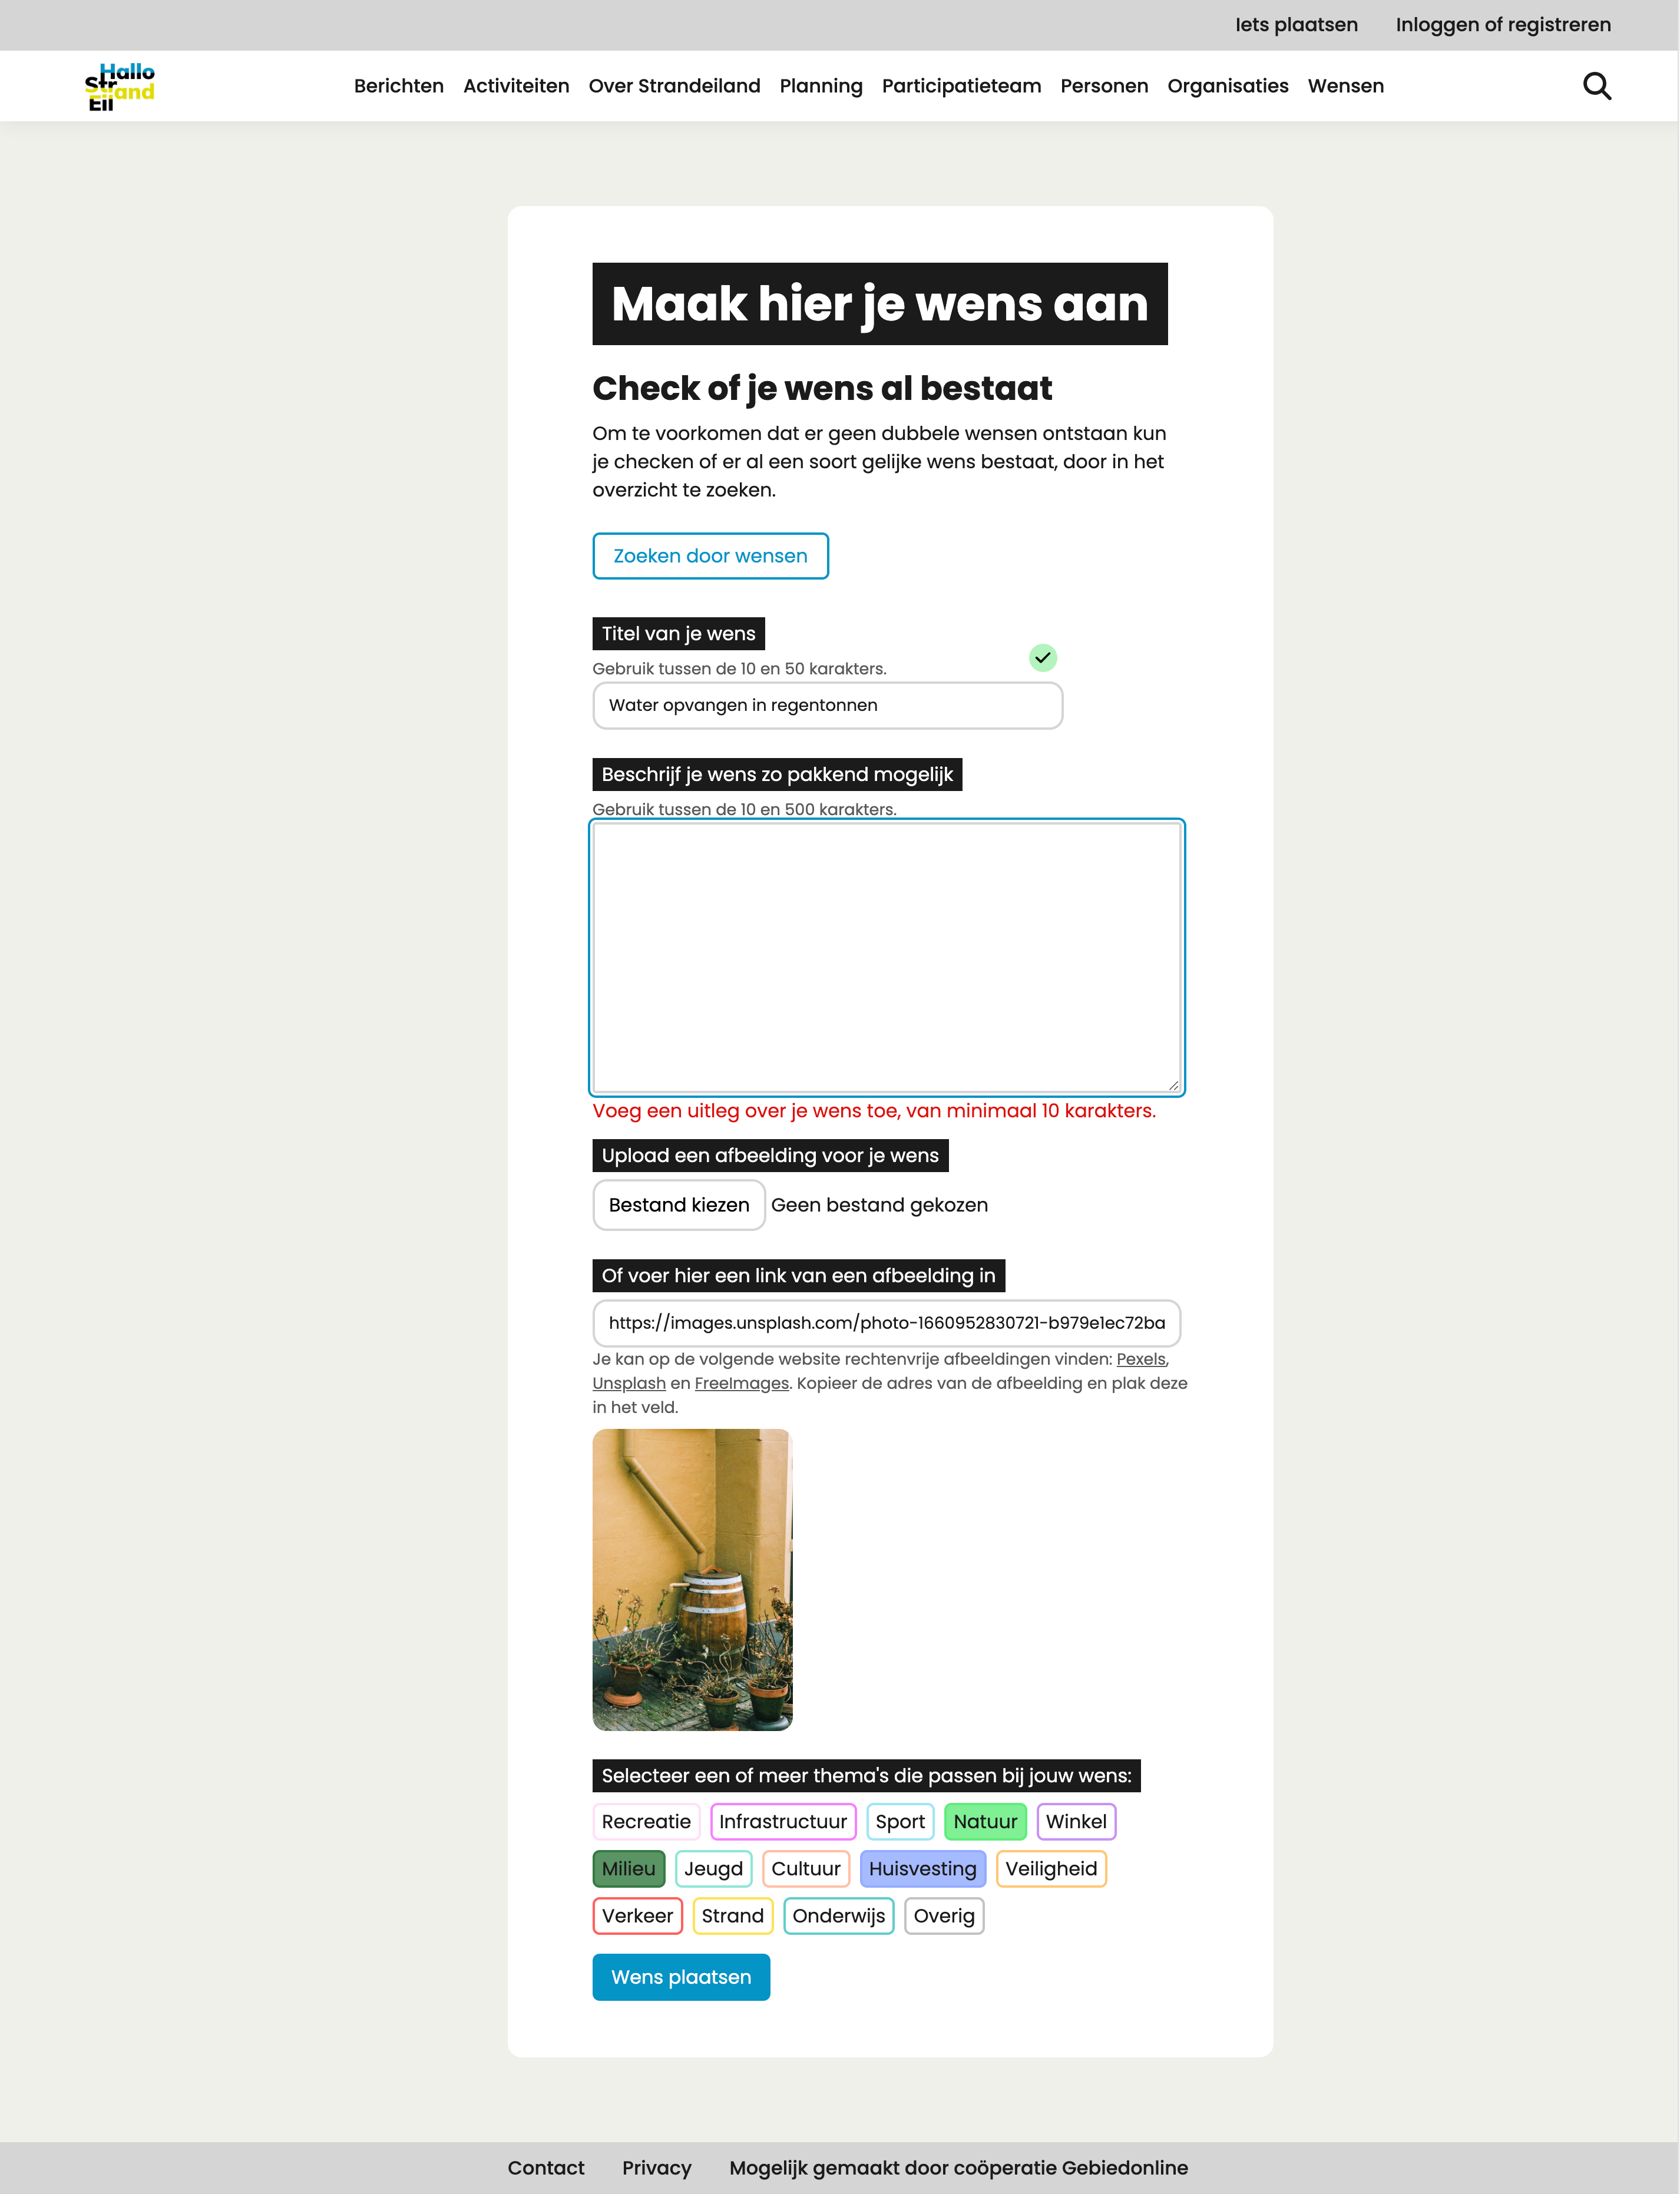 Iets plaatsen Inloggen of registreren
Hallo
Str
and
Eil
Berichten Activiteiten Over Strandeiland Planning Participatieteam Personen Organisaties Wensen
Maak hier je wens aan
Check of je wens al bestaat
Om te voorkomen dat er geen dubbele wensen ontstaan kun
je checken of er al een soort gelijke wens bestaat, door in het
overzicht te zoeken.
Zoeken door wensen
Titel van je wens
Gebruik tussen de 10 en 50 karakters.
Water opvangen in regentonnen
Beschrijf je wens zo pakkend mogelijk
Gebruik tussen de 10 en 500 karakters.
Voeg een uitleg over je wens toe, van minimaal 10 karakters.
Upload een afbeelding voor je wens
Bestand kiezen Geen bestand gekozen
Of voer hier een link van een afbeelding in
https://images.unsplash.com/photo-1660952830721-b979e1ec72ba
Je kan op de volgende website rechtenvrije afbeeldingen vinden: Pexels,
Unsplash en FreeImages. Kopieer de adres van de afbeelding en plak deze
in het veld.
Selecteer een of meer thema's die passen bij jouw wens:
Recreatie Infrastructuur Sport Natuur Winkel
Milieu Jeugd Cultuur Huisvesting Veiligheid
Verkeer Strand Onderwijs Overig
Wens plaatsen
Contact Privacy Mogelijk gemaakt door coöperatie Gebiedonline